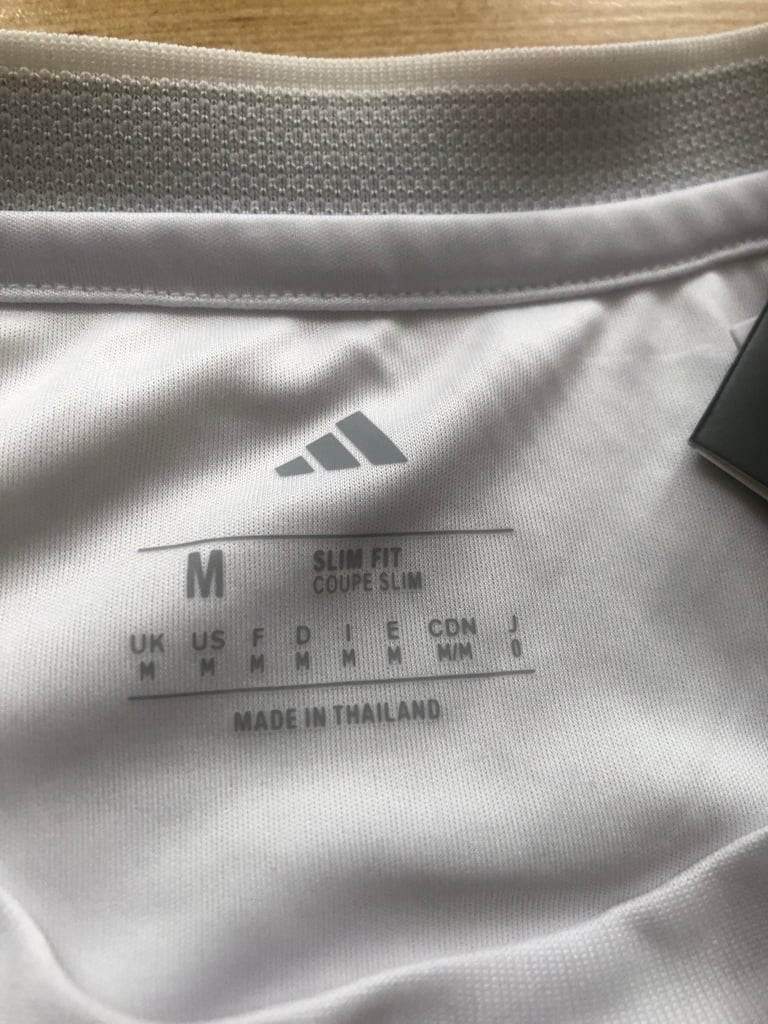 M
SLIM FIT
COUPE SLIM
UK US F D I E CDN J
M M M M M M M/M O
MADE IN THAILAND